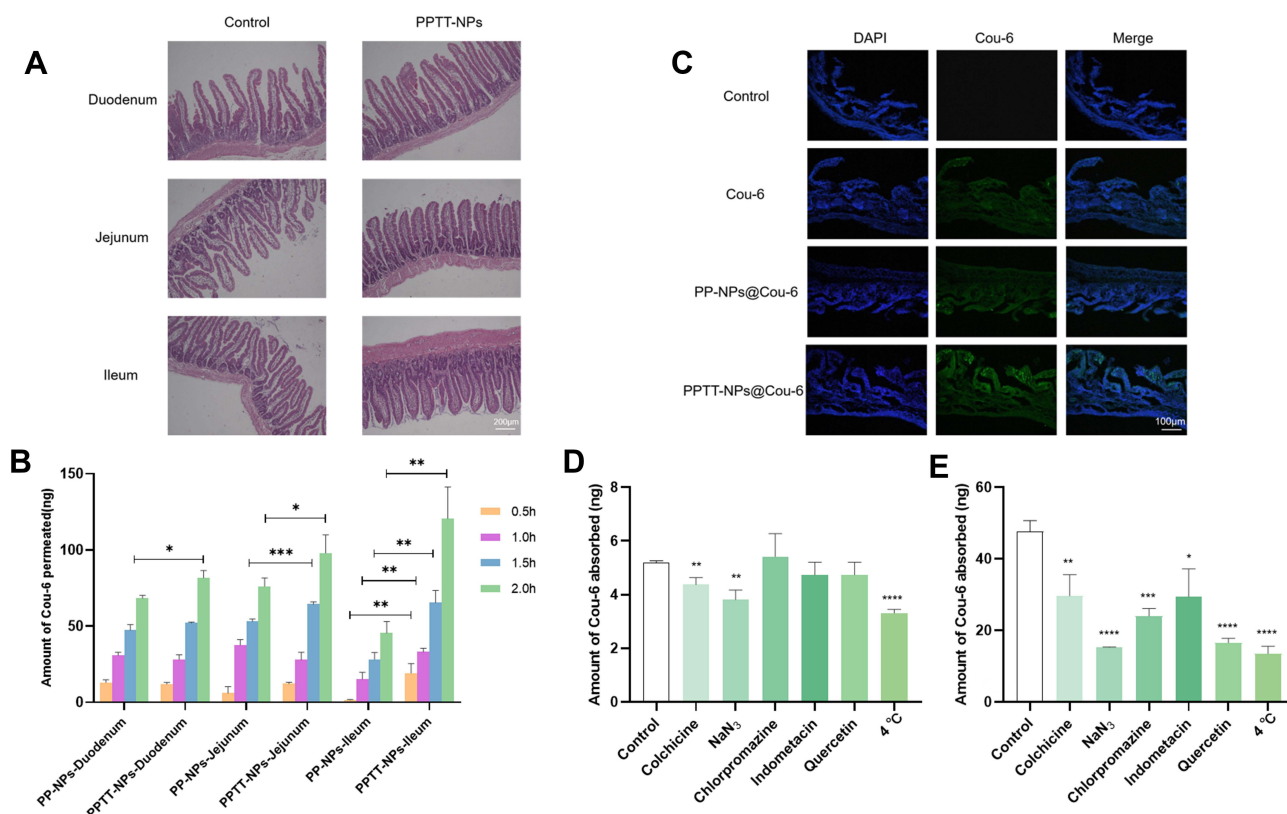 A
Control PPTT-NPs
Duodenum
Jejunum
Ileum
200μm
C
DAPI Cou-6 Merge
Control
Cou-6
PP-NPs@Cou-6
PPTT-NPs@Cou-6
100μm
B
Amount of Cou-6 permeated(ng)
150
100
50
0
* * ** *** ** ** **
0.5h
1.0h
1.5h
2.0h
PP-NPs-Duodenum
PPTT-NPs-Duodenum
PP-NPs-Jejunum
PPTT-NPs-Jejunum
PP-NPs-Ileum
PPTT-NPs-Ileum
D
Amount of Cou-6 absorbed (ng)
8
6
4
2
0
** ** ****
Control
Colchicine
NaN₃
Chlorpromazine
Indometacin
Quercetin
4 °C
E
Amount of Cou-6 absorbed (ng)
60
40
20
0
** **** *** * **** ****
Control
Colchicine
NaN₃
Chlorpromazine
Indometacin
Quercetin
4 °C